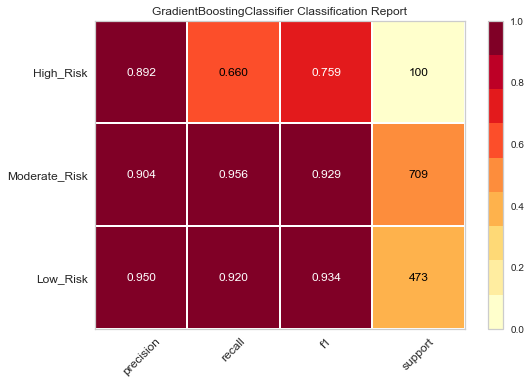 GradientBoostingClassifier Classification Report
High_Risk 0.892 0.660 0.759 100
Moderate_Risk 0.904 0.956 0.929 709
Low_Risk 0.950 0.920 0.934 473
precision recall f1 support
1.0
0.8
0.6
0.4
0.2
0.0